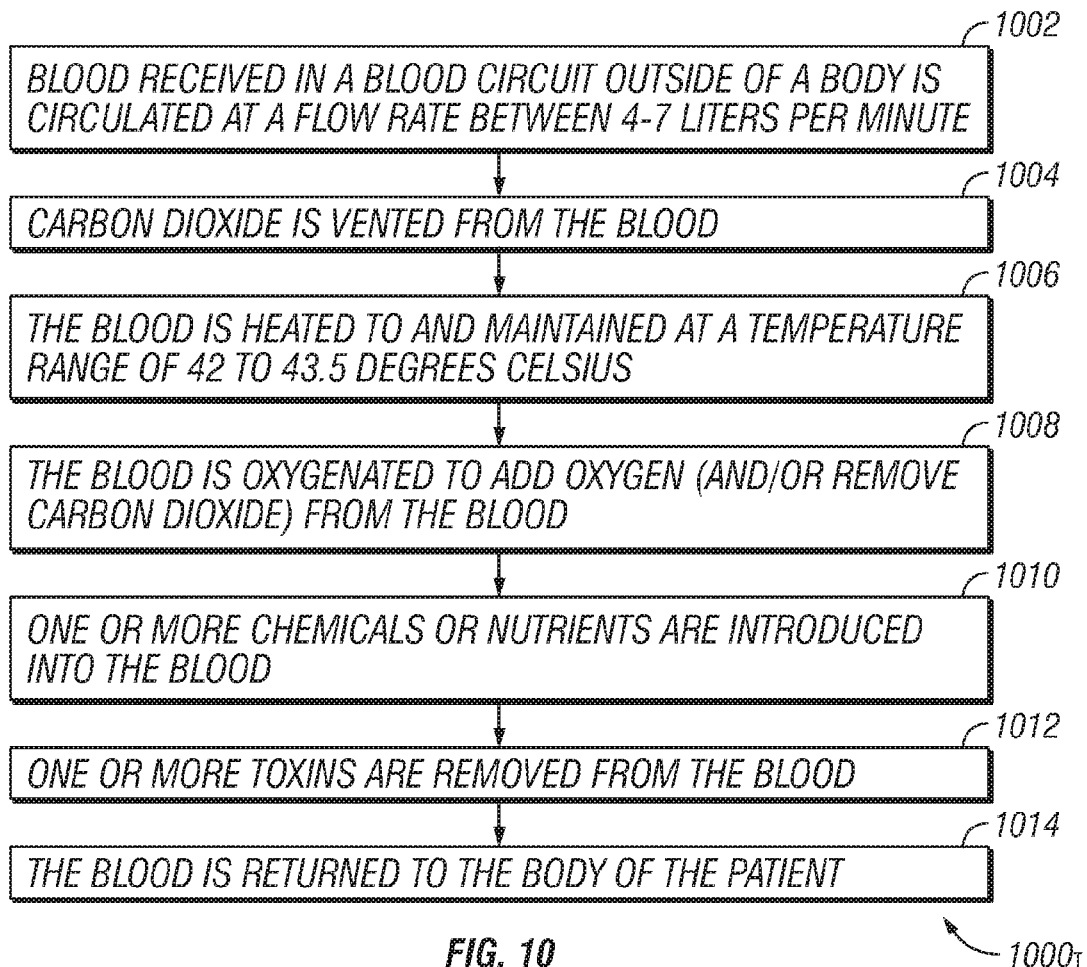 1002
BLOOD RECEIVED IN A BLOOD CIRCUIT OUTSIDE OF A BODY IS
CIRCULATED AT A FLOW RATE BETWEEN 4-7 LITERS PER MINUTE
1004
CARBON DIOXIDE IS VENTED FROM THE BLOOD
1006
THE BLOOD IS HEATED TO AND MAINTAINED AT A TEMPERATURE
RANGE OF 42 TO 43.5 DEGREES CELSIUS
1008
THE BLOOD IS OXYGENATED TO ADD OXYGEN (AND/OR REMOVE
CARBON DIOXIDE) FROM THE BLOOD
1010
ONE OR MORE CHEMICALS OR NUTRIENTS ARE INTRODUCED
INTO THE BLOOD
1012
ONE OR MORE TOXINS ARE REMOVED FROM THE BLOOD
1014
THE BLOOD IS RETURNED TO THE BODY OF THE PATIENT
FIG. 10
1000T